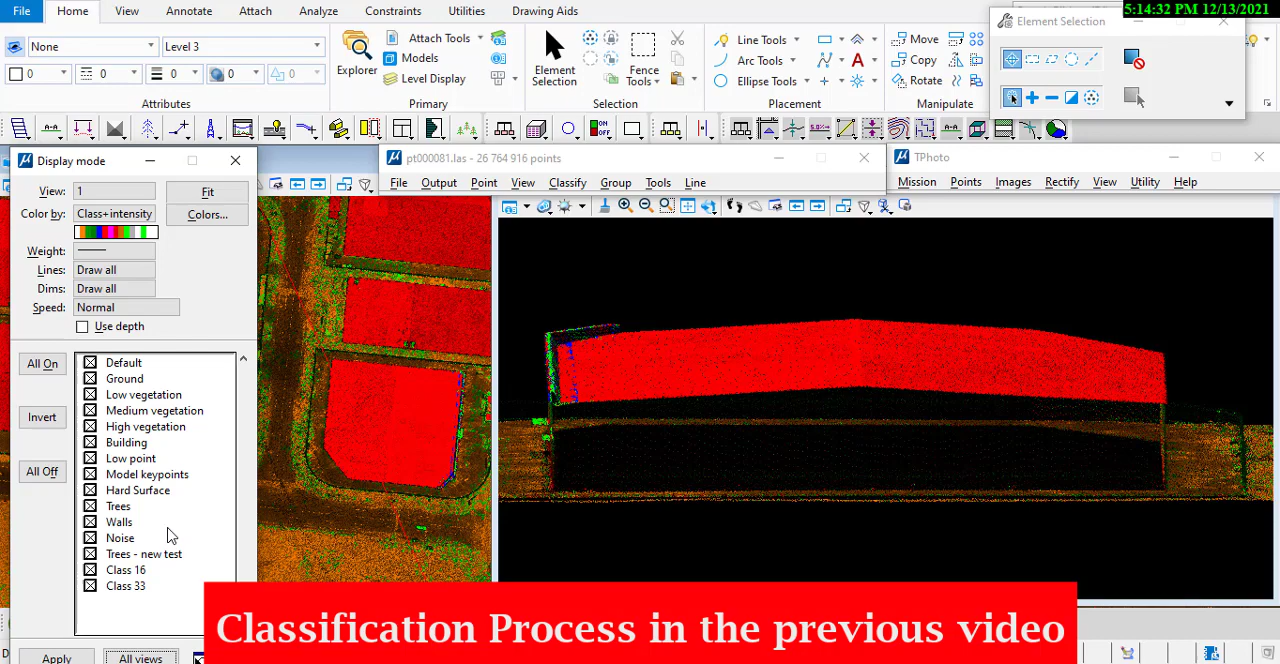 5:14:32 PM 12/13/2021
File Home View Annotate Attach Analyze Constraints Utilities Drawing Aids
Element Selection
None Level 3
0 0 0 0 0
Attributes
Explorer
Attach Tools
Models
Level Display
Primary
Element Selection
Fence Tools
Selection
Line Tools
Arc Tools
Ellipse Tools
Placement
Move
Copy
Rotate
Manipulate
Display mode
View: 1 Fit
Color by: Class+intensity Colors...
Weight:
Lines: Draw all
Dims: Draw all
Speed: Normal
Use depth
All On
Invert
All Off
Default
Ground
Low vegetation
Medium vegetation
High vegetation
Building
Low point
Model keypoints
Hard Surface
Trees
Walls
Noise
Trees - new test
Class 16
Class 33
Apply All views
pt000081.las - 26 764 916 points
File Output Point View Classify Group Tools Line
TPhoto
Mission Points Images Rectify View Utility Help
Classification Process in the previous video